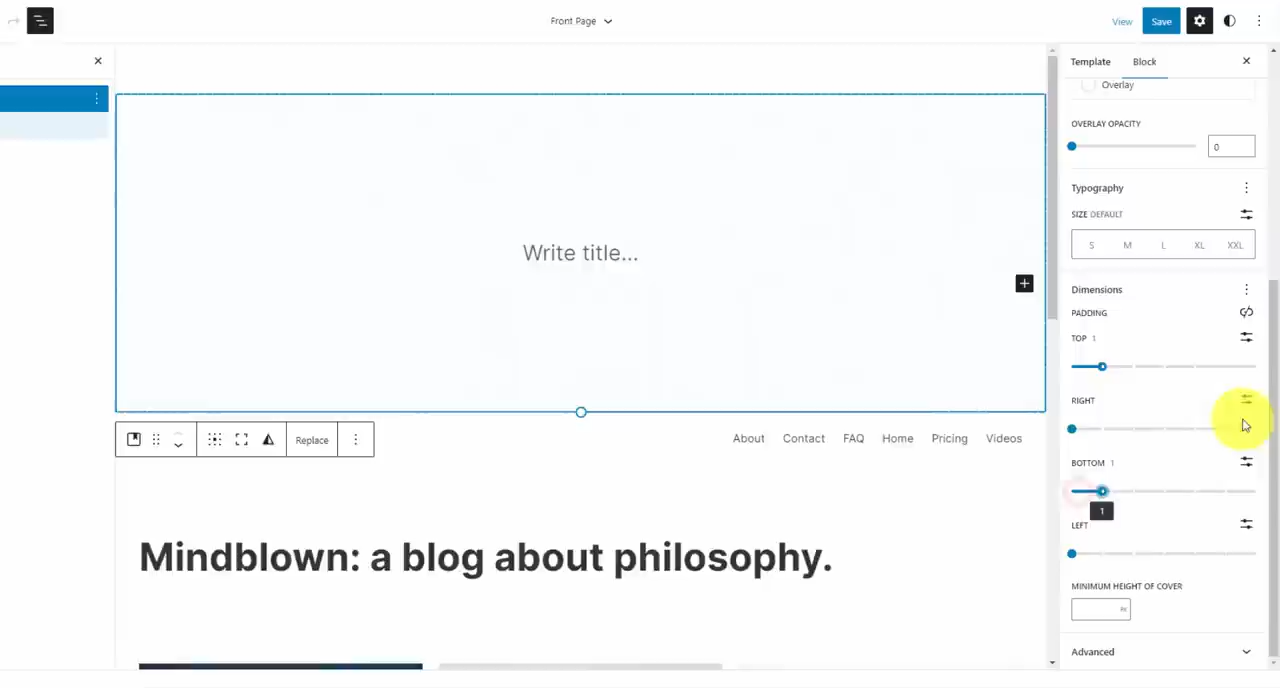 Front Page
View
Save
Template Block
Overlay
OVERLAY OPACITY
0
Typography
SIZE DEFAULT
S M L XL XXL
Write title...
Dimensions
PADDING
TOP 1
RIGHT
BOTTOM 1
1
LEFT
MINIMUM HEIGHT OF COVER
Advanced
Replace
About Contact FAQ Home Pricing Videos
Mindblown: a blog about philosophy.